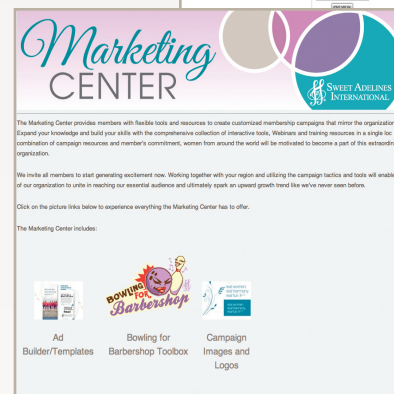 Marketing
CENTER
SWEET ADELINES
INTERNATIONAL
The Marketing Center provides members with flexible tools and resources to create customized membership campaigns that mirror the organization
Expand your knowledge and build your skills with the comprehensive collection of interactive tools, Webinars and training resources in a single loc
combination of campaign resources and member's commitment, women from around the world will be motivated to become a part of this extraordin
organization.
We invite all members to start generating excitement now. Working together with your region and utilizing the campaign tactics and tools will enable
of our organization to unite in reaching our essential audience and ultimately spark an upward growth trend like we've never seen before.
Click on the picture links below to experience everything the Marketing Center has to offer.
The Marketing Center includes:
BOWLING
FOR
Barbershop
Ad
Builder/Templates
Bowling for
Barbershop Toolbox
Campaign
Images and
Logos